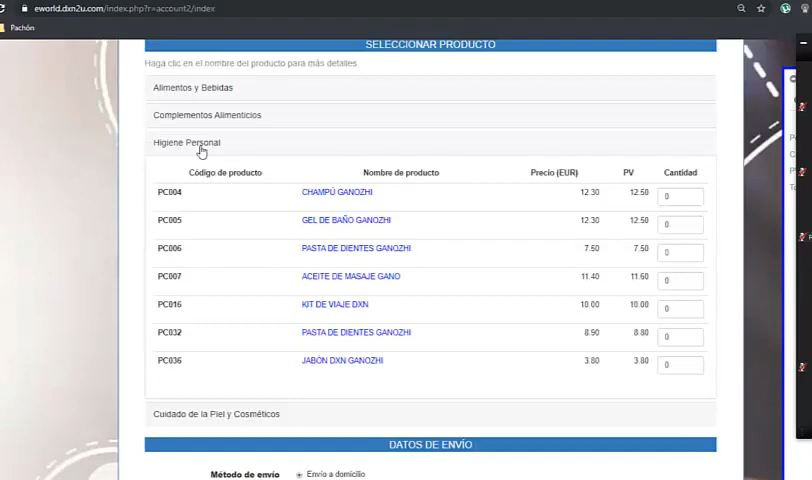 eworld.dxn2u.com/index.php?r=account2/index
Pachón
SELECCIONAR PRODUCTO
Haga clic en el nombre del producto para más detalles
Alimentos y Bebidas
Complementos Alimenticios
Higiene Personal
Código de producto Nombre de producto Precio (EUR) PV Cantidad
PC004 CHAMPÚ GANOZHI 12.30 12.50 0
PC005 GEL DE BAÑO GANOZHI 12.30 12.50 0
PC006 PASTA DE DIENTES GANOZHI 7.50 7.50 0
PC007 ACEITE DE MASAJE GANO 11.40 11.60 0
PC016 KIT DE VIAJE DXN 10.00 10.00 0
PC032 PASTA DE DIENTES GANOZHI 8.90 8.80 0
PC036 JABÓN DXN GANOZHI 3.80 3.80 0
Cuidado de la Piel y Cosméticos
DATOS DE ENVÍO
Método de envío Envío a domicilio